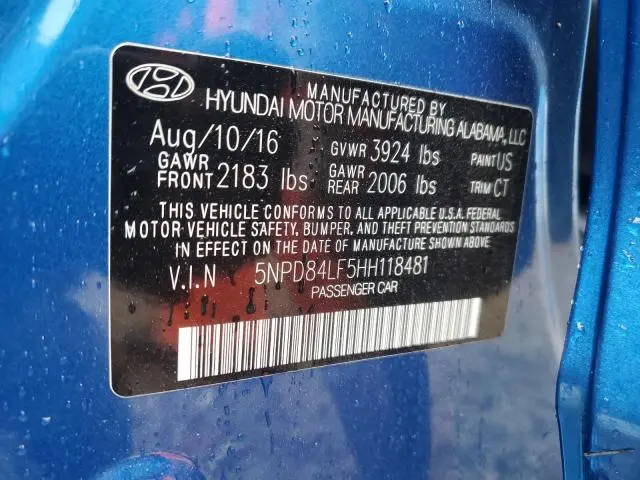 MANUFACTURED BY
HYUNDAI MOTOR MANUFACTURING ALABAMA, LLC
Aug/10/16 GVWR 3924 lbs PAINT US
GAWR FRONT 2183 lbs GAWR REAR 2006 lbs TRIM CT
THIS VEHICLE CONFORMS TO ALL APPLICABLE U.S.A. FEDERAL
MOTOR VEHICLE SAFETY, BUMPER, AND THEFT PREVENTION STANDARDS
IN EFFECT ON THE DATE OF MANUFACTURE SHOWN ABOVE.
V.I.N 5NPD84LF5HH118481
PASSENGER CAR